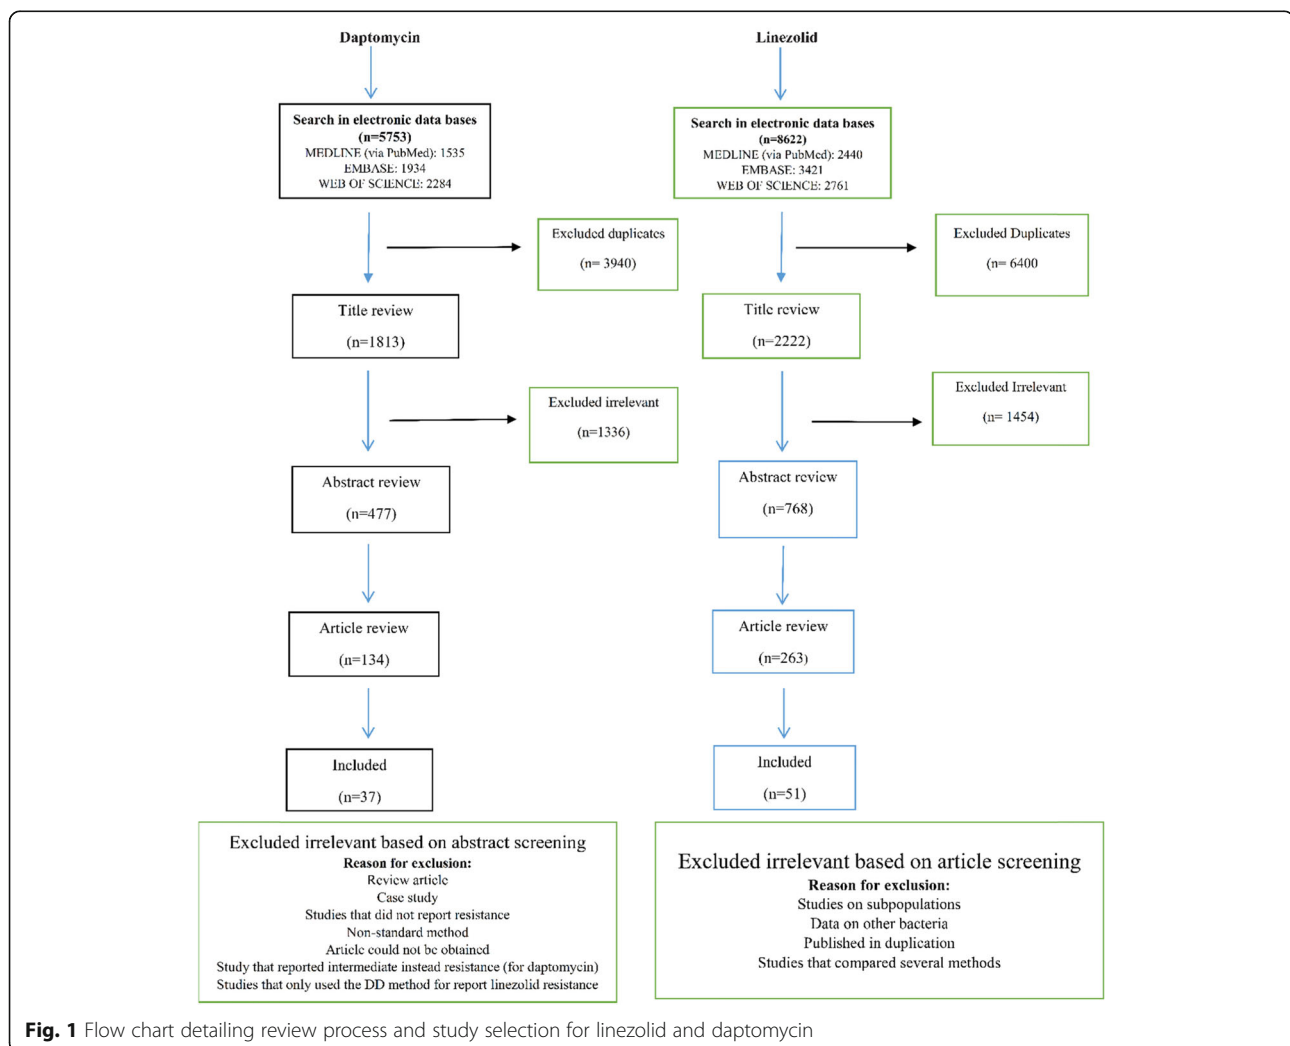 Daptomycin
Search in electronic data bases
(n=5753)
MEDLINE (via PubMed): 1535
EMBASE: 1934
WEB OF SCIENCE: 2284
Excluded duplicates
(n= 3940)
Title review
(n=1813)
Excluded irrelevant
(n=1336)
Abstract review
(n=477)
Article review
(n=134)
Included
(n=37)
Excluded irrelevant based on abstract screening
Reason for exclusion:
Review article
Case study
Studies that did not report resistance
Non-standard method
Article could not be obtained
Study that reported intermediate instead resistance (for daptomycin)
Studies that only used the DD method for report linezolid resistance
Linezolid
Search in electronic data bases
(n=8622)
MEDLINE (via PubMed): 2440
EMBASE: 3421
WEB OF SCIENCE: 2761
Excluded Duplicates
(n= 6400
Title review
(n=2222)
Excluded Irrelevant
(n= 1454)
Abstract review
(n=768)
Article review
(n=263)
Included
(n=51)
Excluded irrelevant based on article screening
Reason for exclusion:
Studies on subpopulations
Data on other bacteria
Published in duplication
Studies that compared several methods
Fig. 1 Flow chart detailing review process and study selection for linezolid and daptomycin